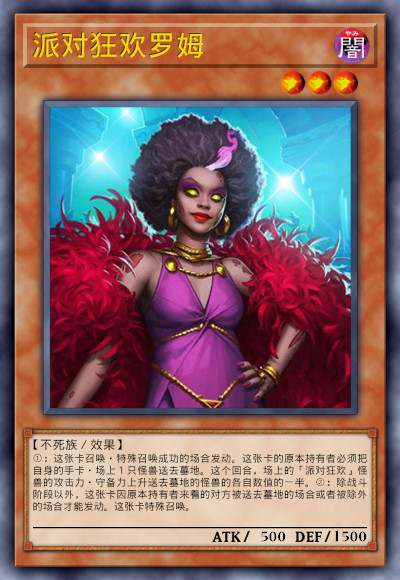 派对狂欢罗姆
やみ
闇
【不死族/效果】
①：这张卡召唤·特殊召唤成功的场合发动。这张卡的原本持有者必须把
自身的手卡·场上1只怪兽送去墓地。这个回合，场上的「派对狂欢」怪
兽的攻击力·守备力上升送去墓地的怪兽的各自数值的一半。②：除战斗
阶段以外，这张卡因原本持有者来看的对方被送去墓地的场合或者被除外
的场合才能发动。这张卡特殊召唤。
ATK/ 500 DEF/1500